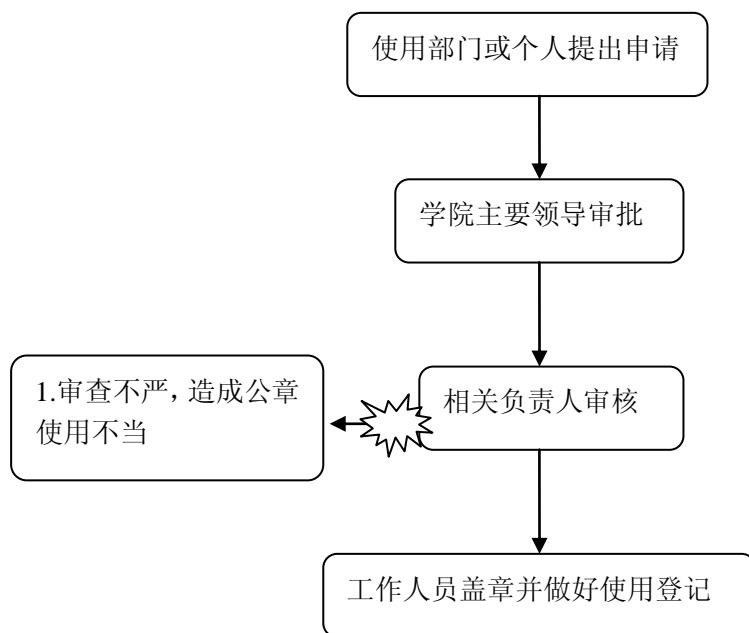 使用部门或个人提出申请
学院主要领导审批
1.审查不严，造成公章
使用不当
相关负责人审核
工作人员盖章并做好使用登记